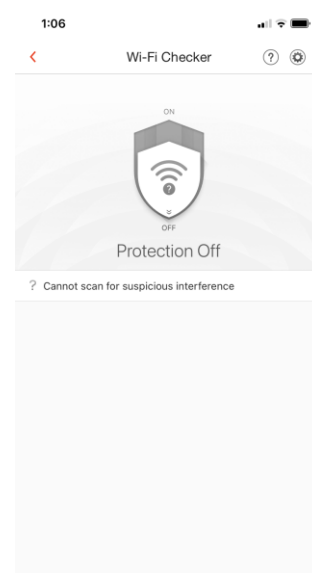 1:06
Wi-Fi Checker
?
ON
?
OFF
Protection Off
? Cannot scan for suspicious interference